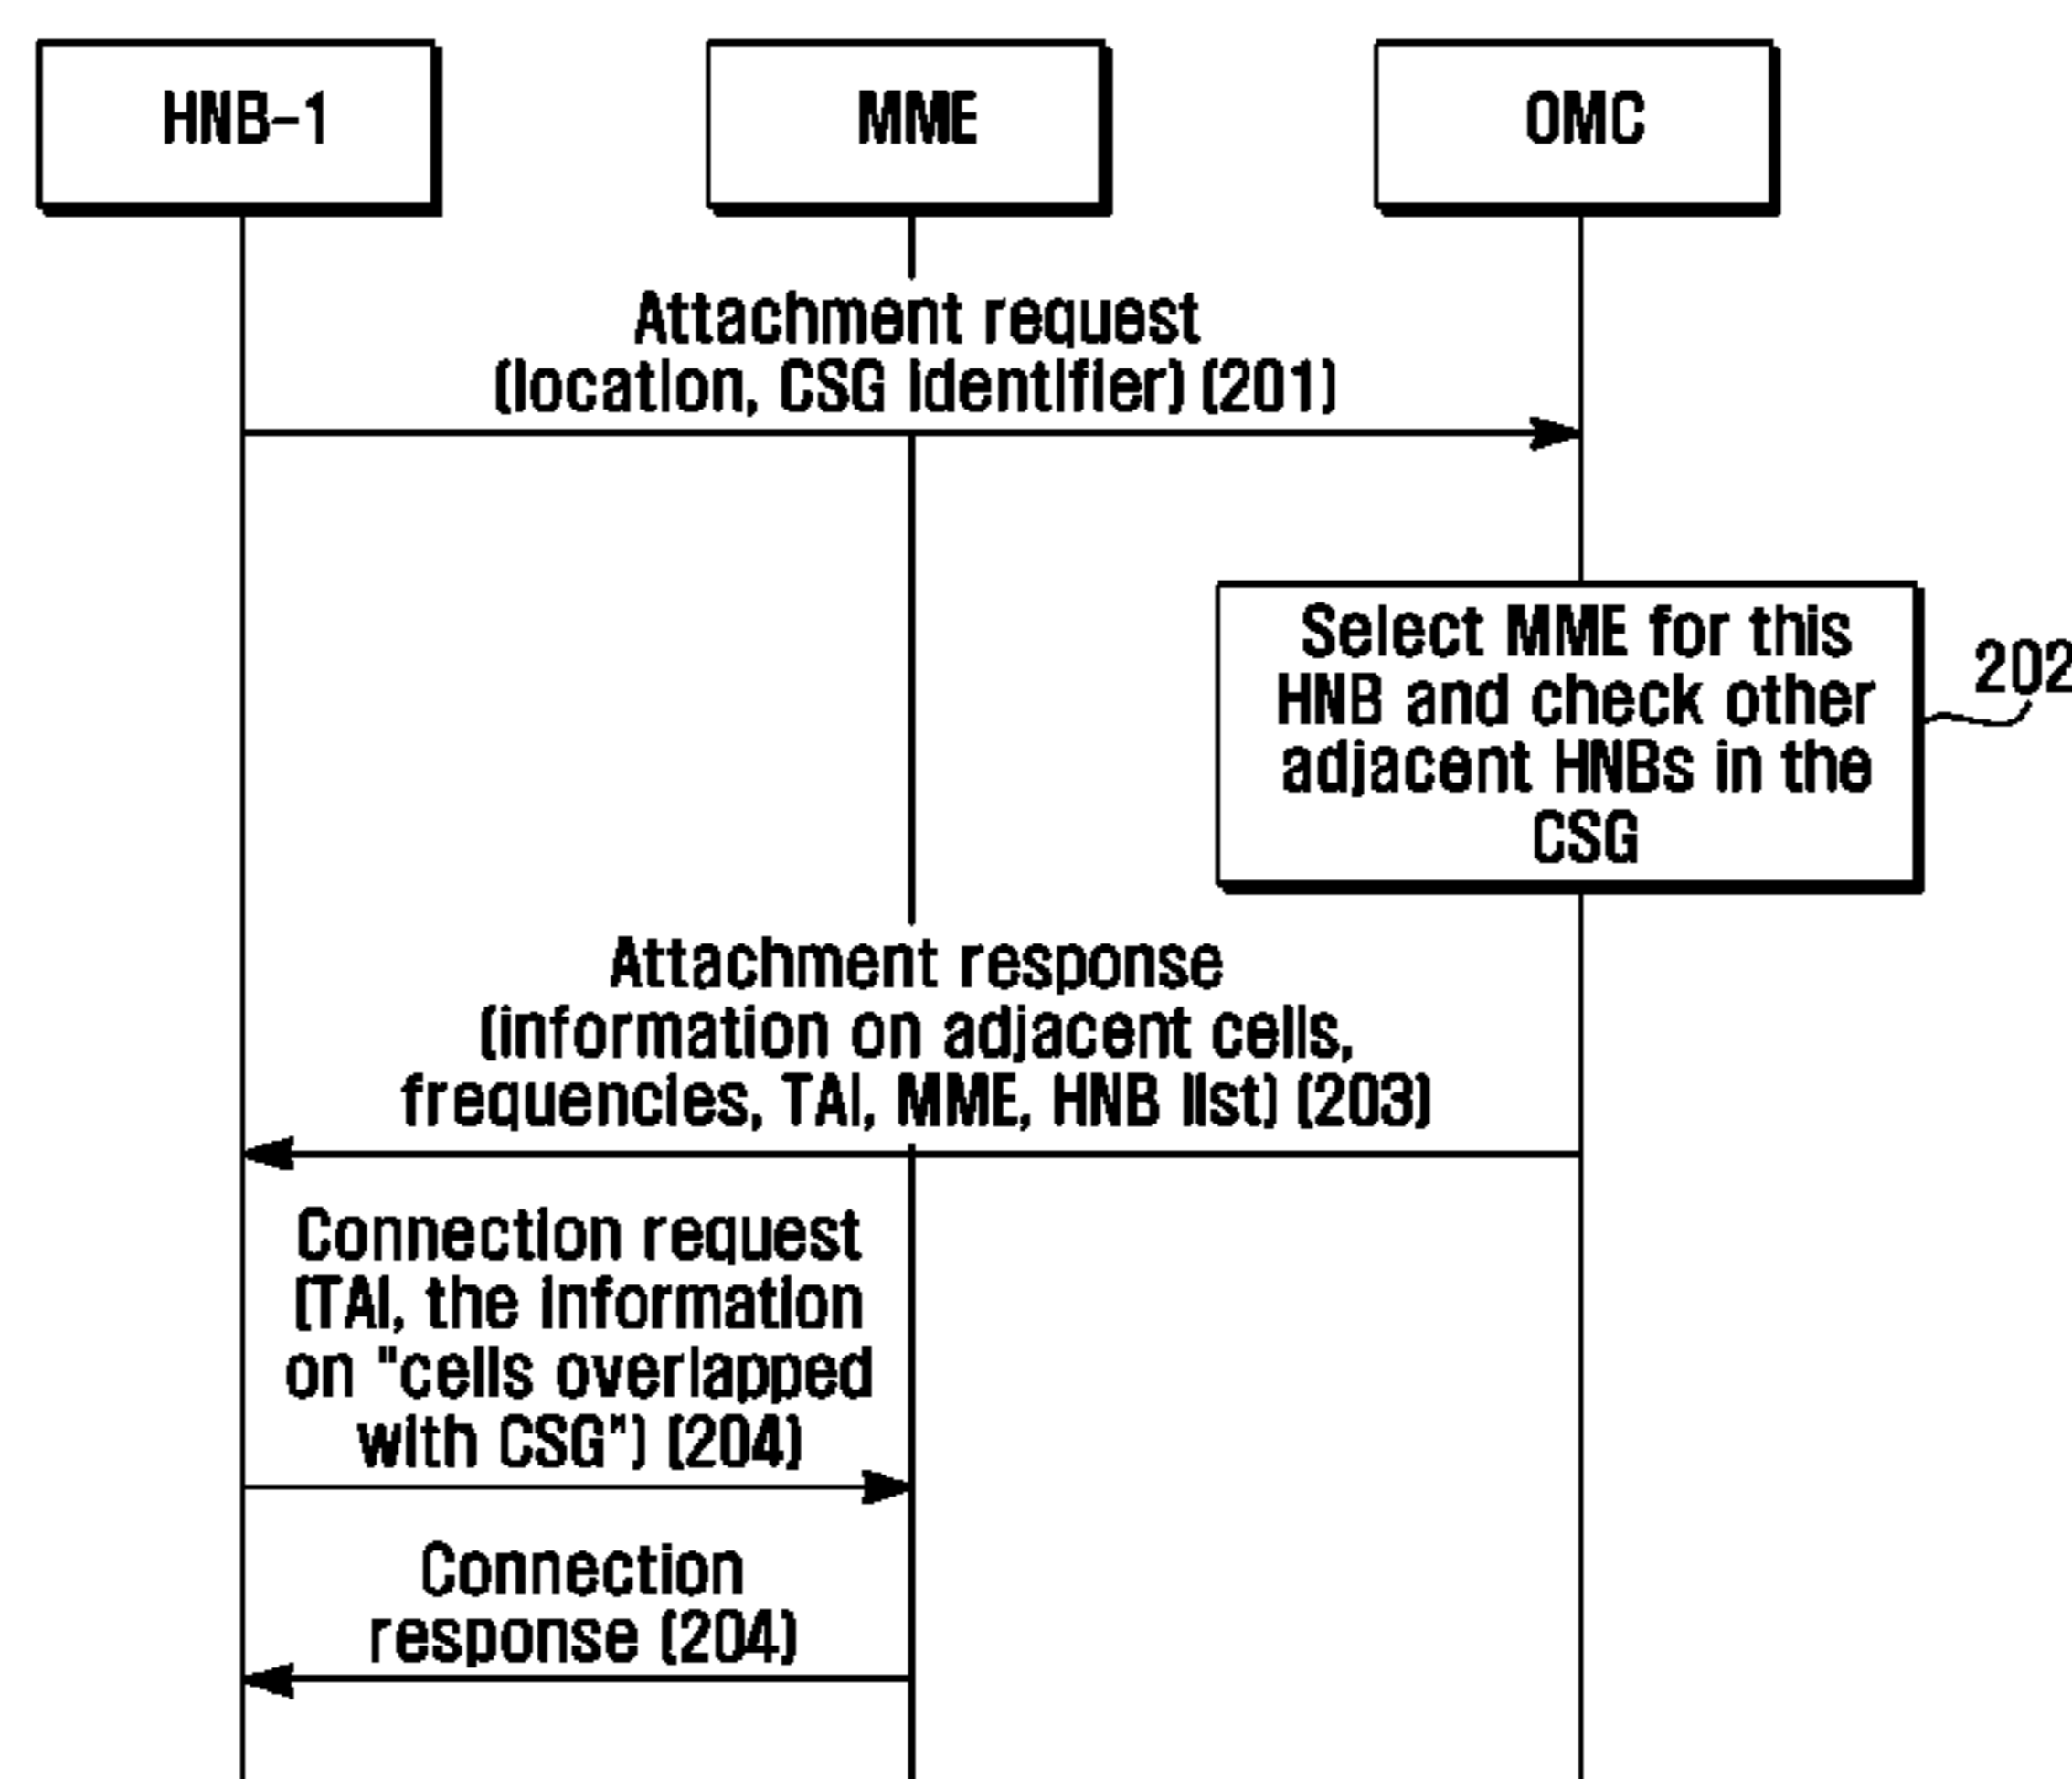 HNB-1
MME
OMC
Attachment request
(location, CSG identifier) (201)
Select MME for this
HNB and check other
adjacent HNBs in the
CSG
202
Attachment response
(information on adjacent cells,
frequencies, TAI, MME, HNB list) (203)
Connection request
(TAI, the information
on "cells overlapped
with CSG") (204)
Connection
response (204)